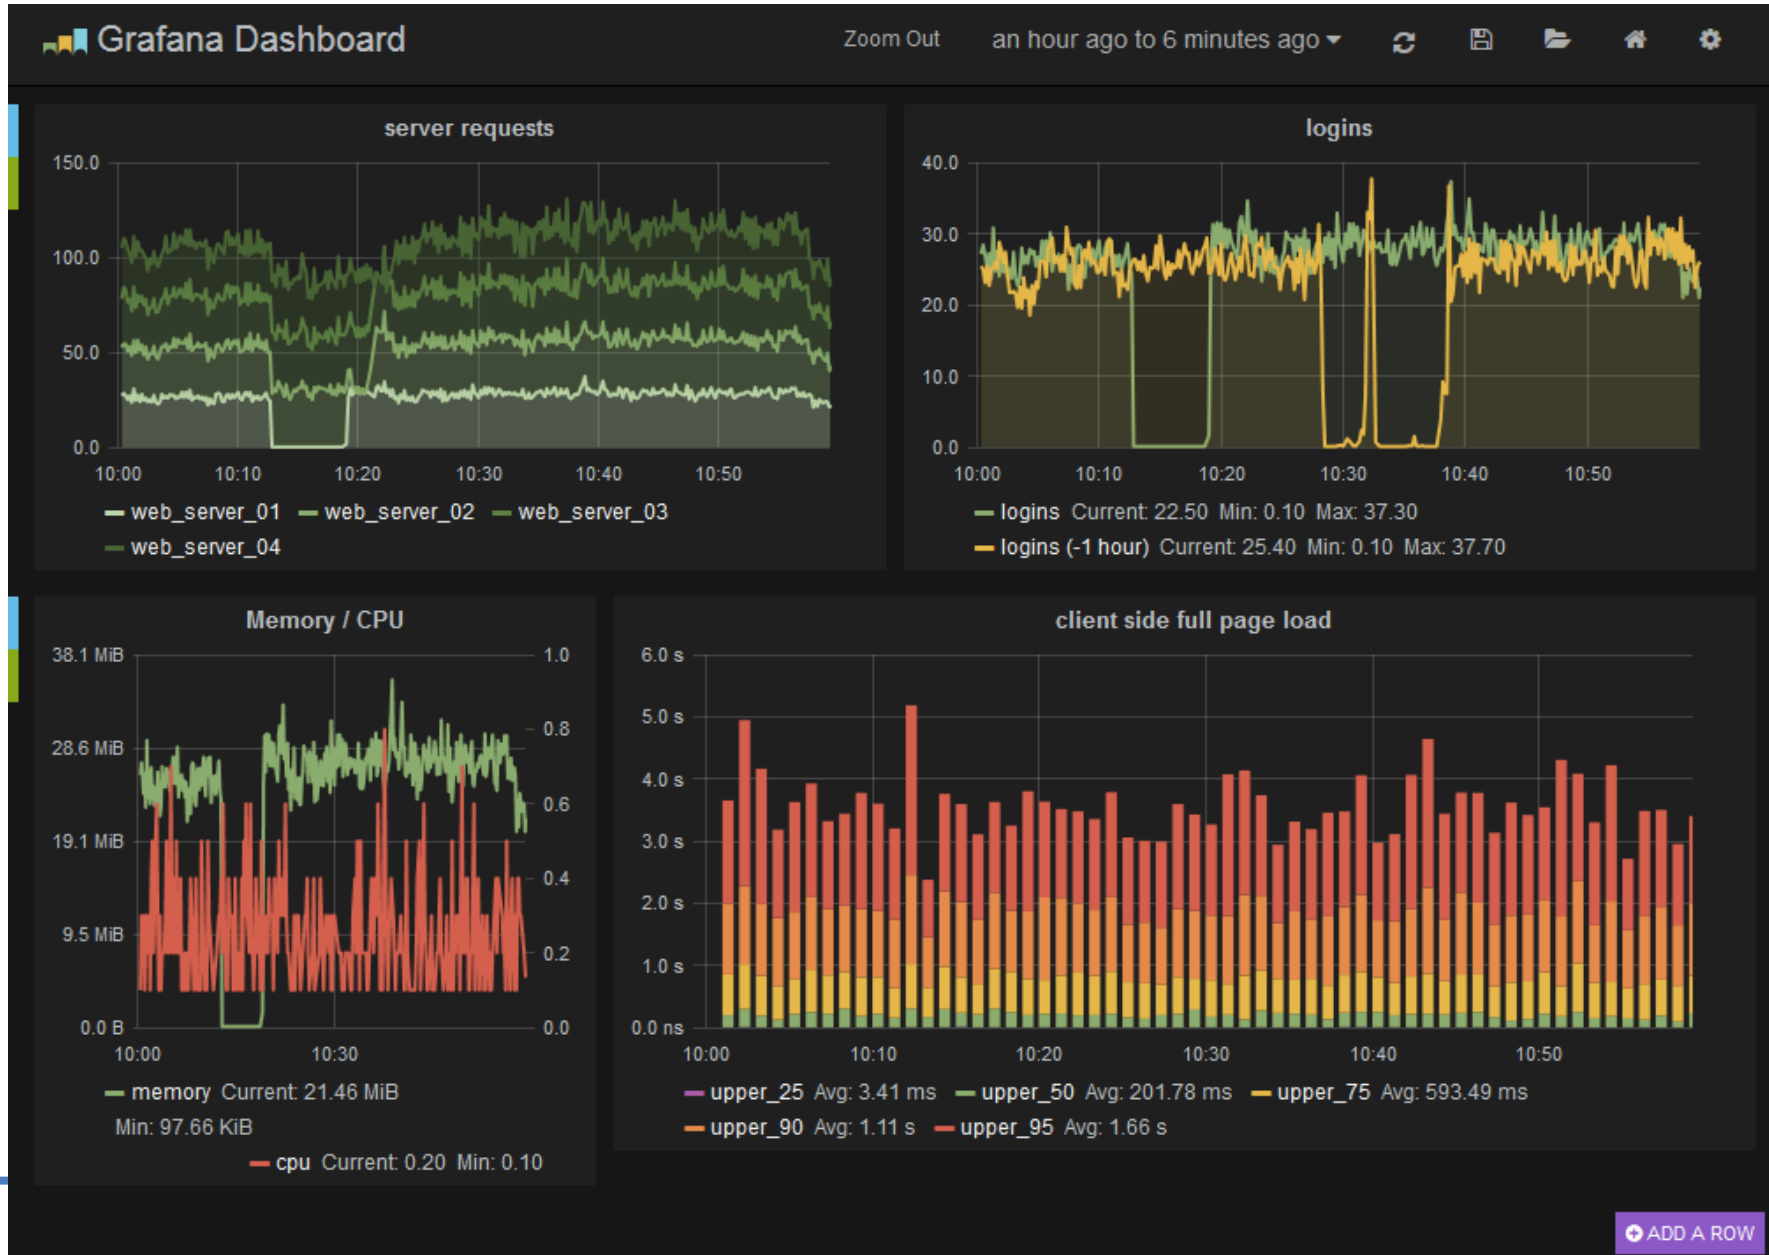 Grafana Dashboard
Zoom Out an hour ago to 6 minutes ago
server requests
150.0
100.0
50.0
0.0
10:00 10:10 10:20 10:30 10:40 10:50
web_server_01 web_server_02 web_server_03
web_server_04
logins
40.0
30.0
20.0
10.0
0.0
10:00 10:10 10:20 10:30 10:40 10:50
logins Current: 22.50 Min: 0.10 Max: 37.30
logins (-1 hour) Current: 25.40 Min: 0.10 Max: 37.70
Memory / CPU
38.1 MiB 1.0
0.8
28.6 MiB
0.6
19.1 MiB
0.4
9.5 MiB
0.2
0.0 B 0.0
10:00 10:30
memory Current: 21.46 MiB
Min: 97.66 KiB
cpu Current: 0.20 Min: 0.10
client side full page load
6.0 s
5.0 s
4.0 s
3.0 s
2.0 s
1.0 s
0.0 ns
10:00 10:10 10:20 10:30 10:40 10:50
upper_25 Avg: 3.41 ms upper_50 Avg: 201.78 ms upper_75 Avg: 593.49 ms
upper_90 Avg: 1.11 s upper_95 Avg: 1.66 s
ADD A ROW